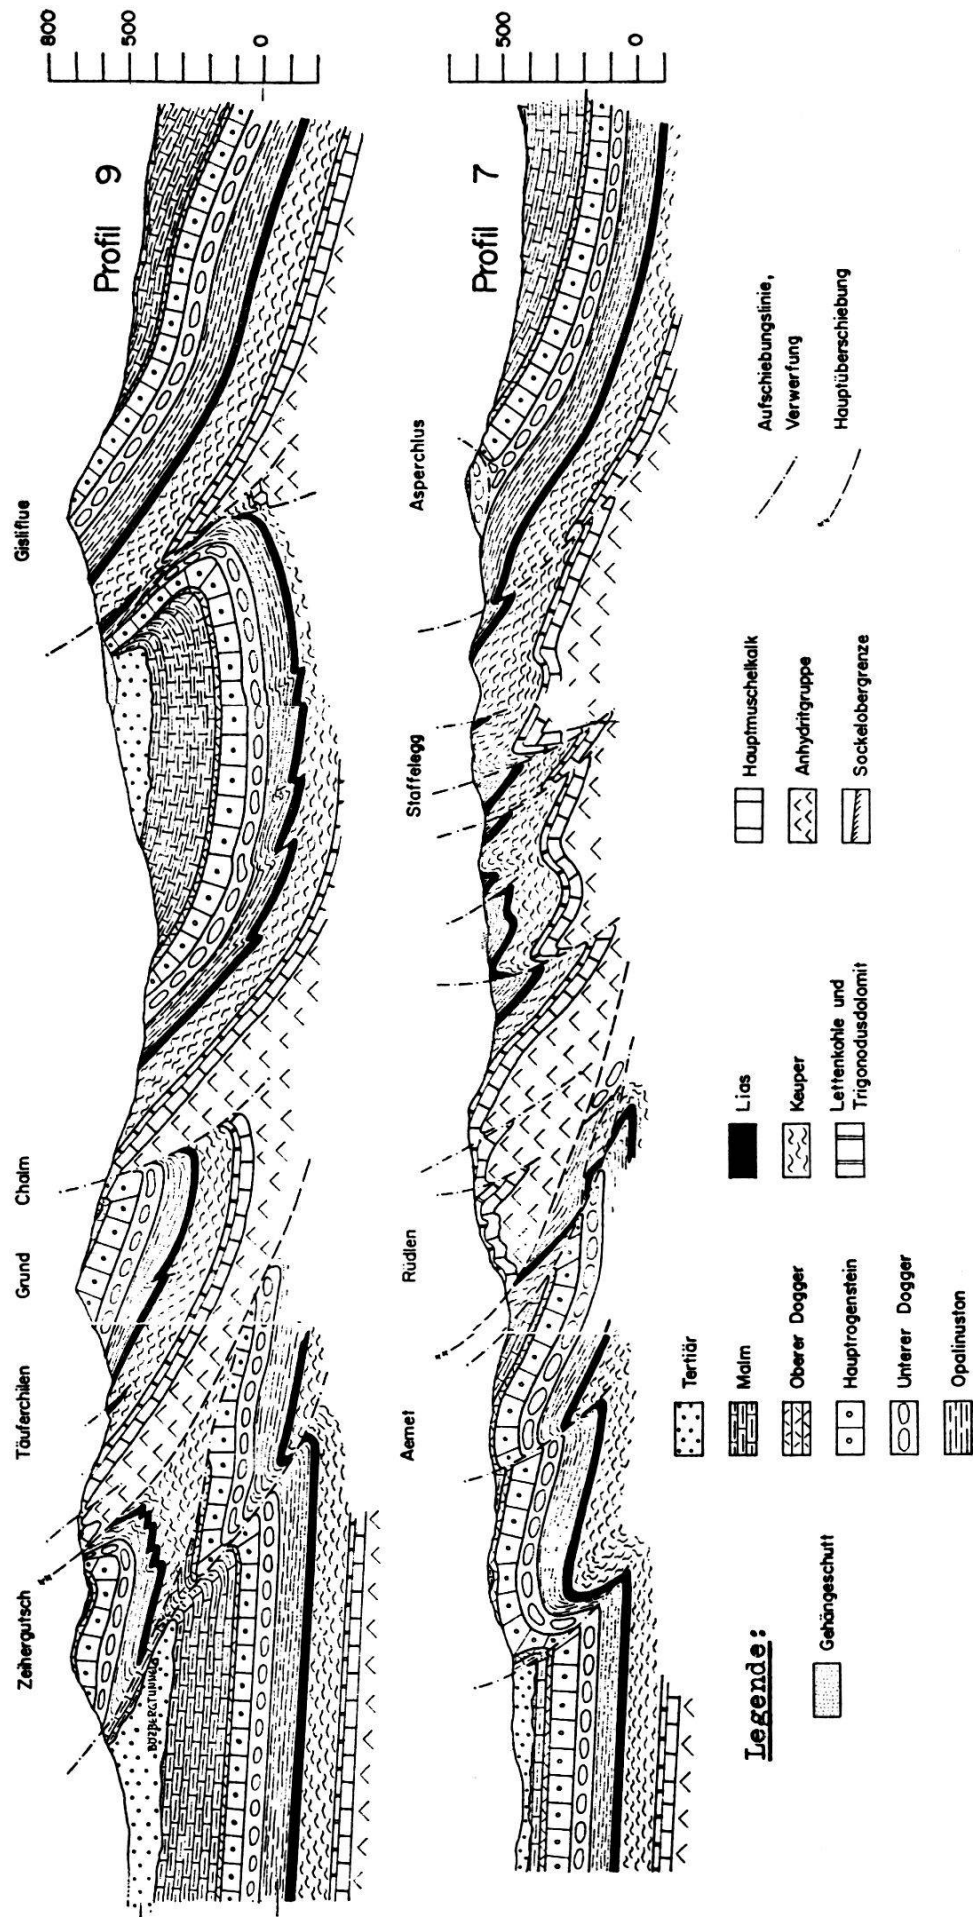 Zeihergutsch
Täuferchilen
Grund
Cholm
Gisliflue
Profil 9
800
500
0
BÖZBERGTUNNEL
Aemet
Rüdlen
Staffelegg
Asperchlus
Profil 7
500
0
Legende:
Gehängeschutt
Tertiär
Malm
Oberer Dogger
Hauptrogenstein
Unterer Dogger
Opalinuston
Lias
Keuper
Lettenkohle und
Trigonodusdolomit
Hauptmuschelkalk
Anhydritgruppe
Sockelobergrenze
Aufschiebungslinie,
Verwerfung
Hauptüberschiebung